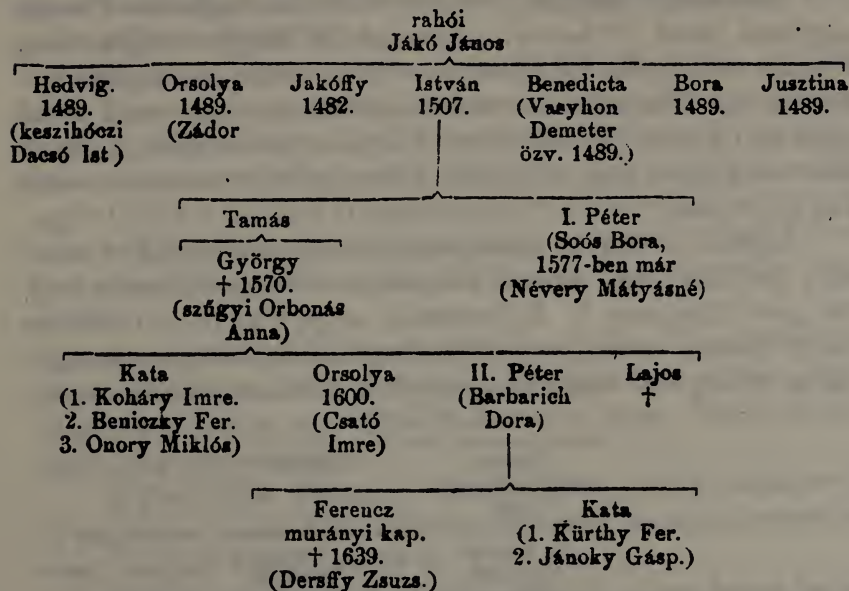 rahói
Jákó János
Hedvig. Orsolya Jakóffy István Benedicta Bora Jusztina
1489. 1489. 1482. 1507. (Vasyhon 1489. 1489.
(keszihóczi (Zádor Demeter
Dacsó Ist) özv. 1489.)
Tamás I. Péter
György (Soós Bora,
† 1570. 1577-ben már
(szúgyi Orbonás (Névery Mátyásné)
Anna)
Kata Orsolya II. Péter Lajos
(1. Koháry Imre. 1600. (Barbarich †
2. Beniczky Fer. (Csató Dora)
3. Onory Miklós) Imre)
Ferencz Kata
murányi kap. (1. Kürthy Fer.
† 1639. 2. Jánoky Gásp.)
(Dersffy Zsuzs.)